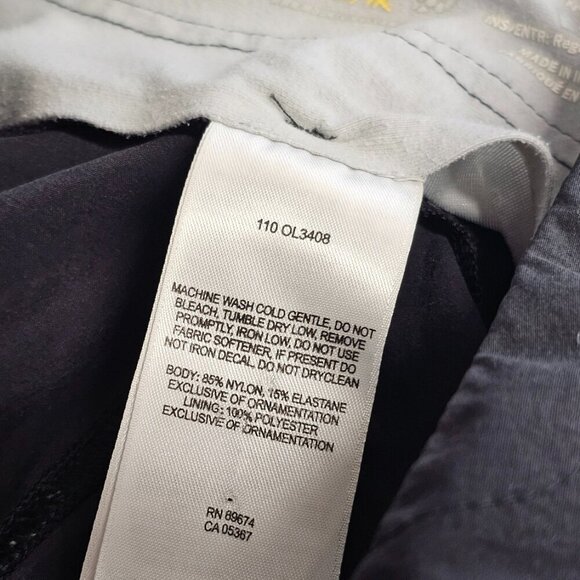 MADE IN
110 OL3408
MACHINE WASH COLD GENTLE, DO NOT
BLEACH, TUMBLE DRY LOW, REMOVE
PROMPTLY, IRON LOW, DO NOT USE
FABRIC SOFTENER, IF PRESENT DO
NOT IRON DECAL, DO NOT DRYCLEAN
BODY: 85% NYLON, 15% ELASTANE
EXCLUSIVE OF ORNAMENTATION
LINING: 100% POLYESTER
EXCLUSIVE OF ORNAMENTATION
RN 89674
CA 05367